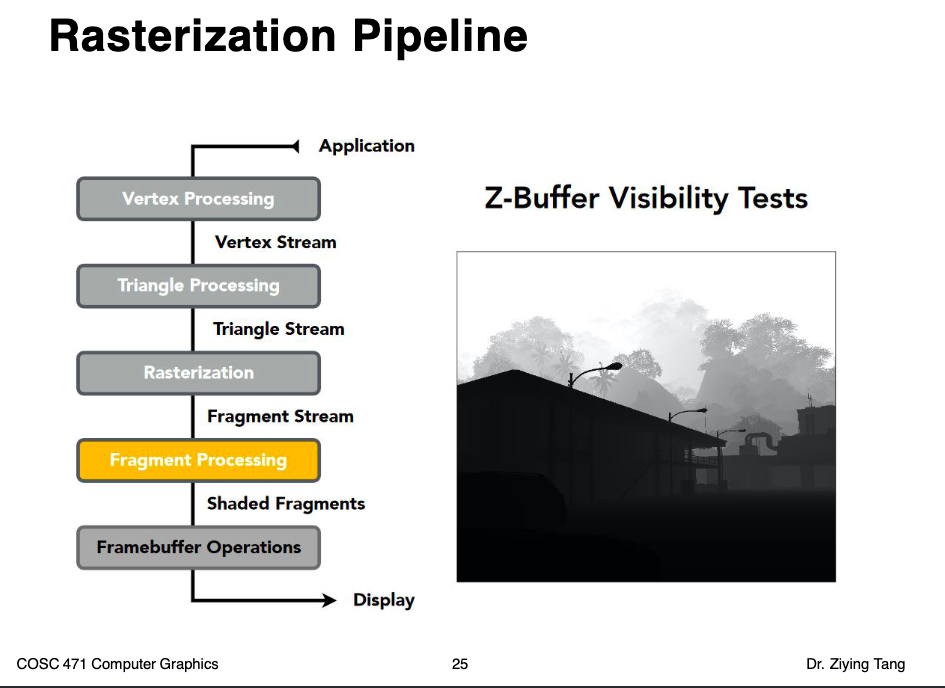 Rasterization Pipeline
Application
Vertex Processing
Z-Buffer Visibility Tests
Vertex Stream
Triangle Processing
Triangle Stream
Rasterization
Fragment Stream
Fragment Processing
Shaded Fragments
Framebuffer Operations
Display
COSC 471 Computer Graphics
25
Dr. Ziying Tang